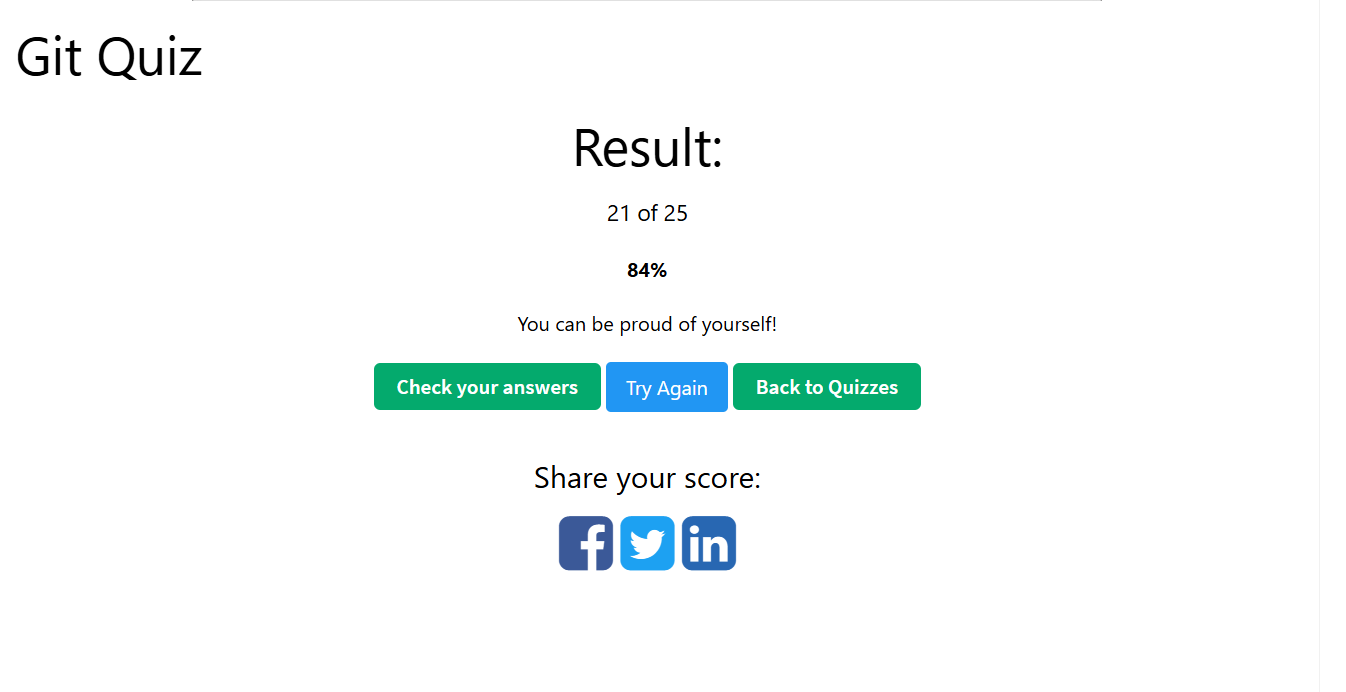 Git Quiz
Result:
21 of 25
84%
You can be proud of yourself!
Check your answers Try Again Back to Quizzes
Share your score:
f in